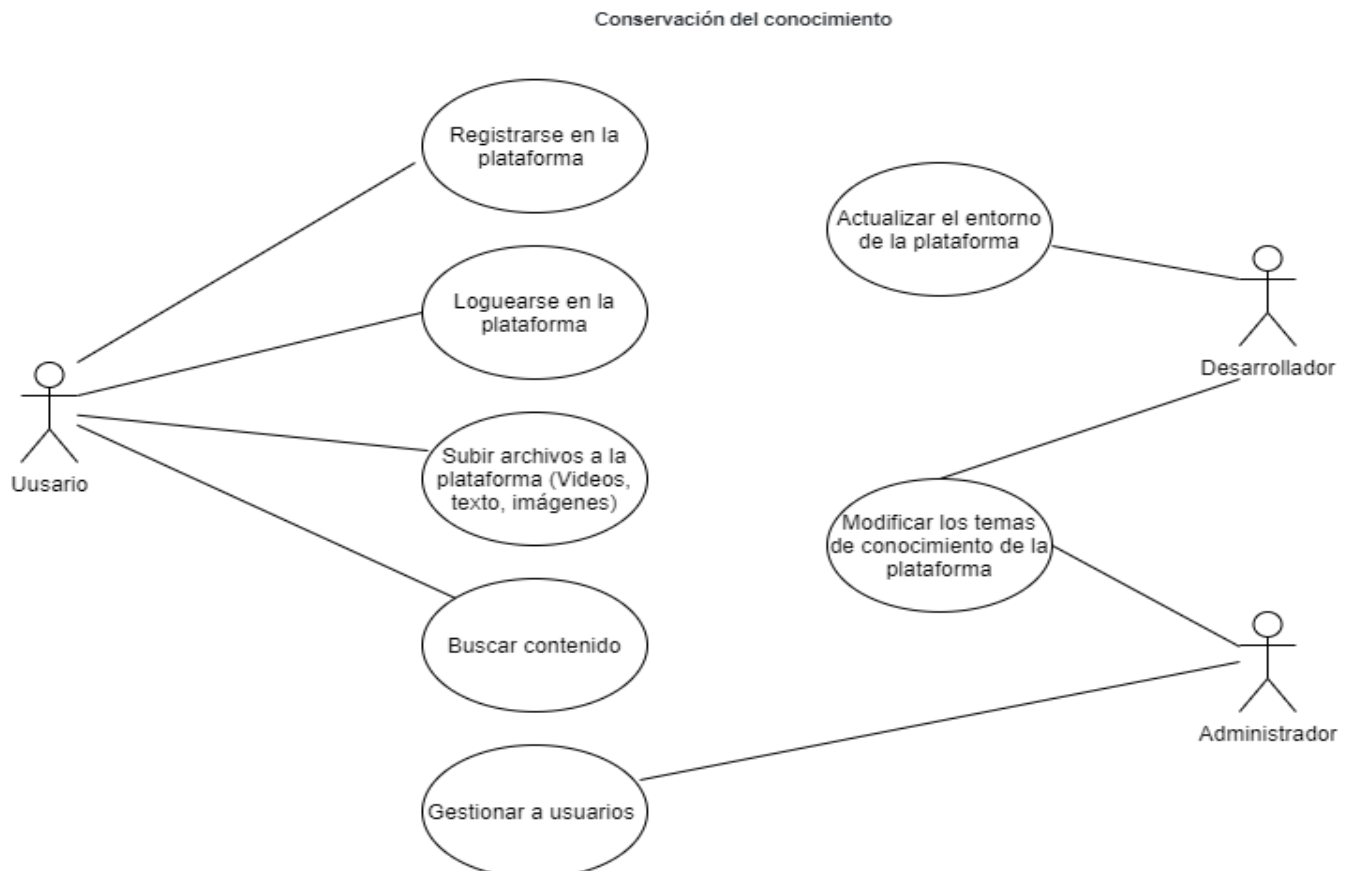 Conservación del conocimiento
Registrarse en la
plataforma
Loguearse en la
plataforma
Subir archivos a la
plataforma (Videos,
texto, imágenes)
Buscar contenido
Gestionar a usuarios
Uusario
Actualizar el entorno
de la plataforma
Desarrollador
Modificar los temas
de conocimiento de la
plataforma
Administrador